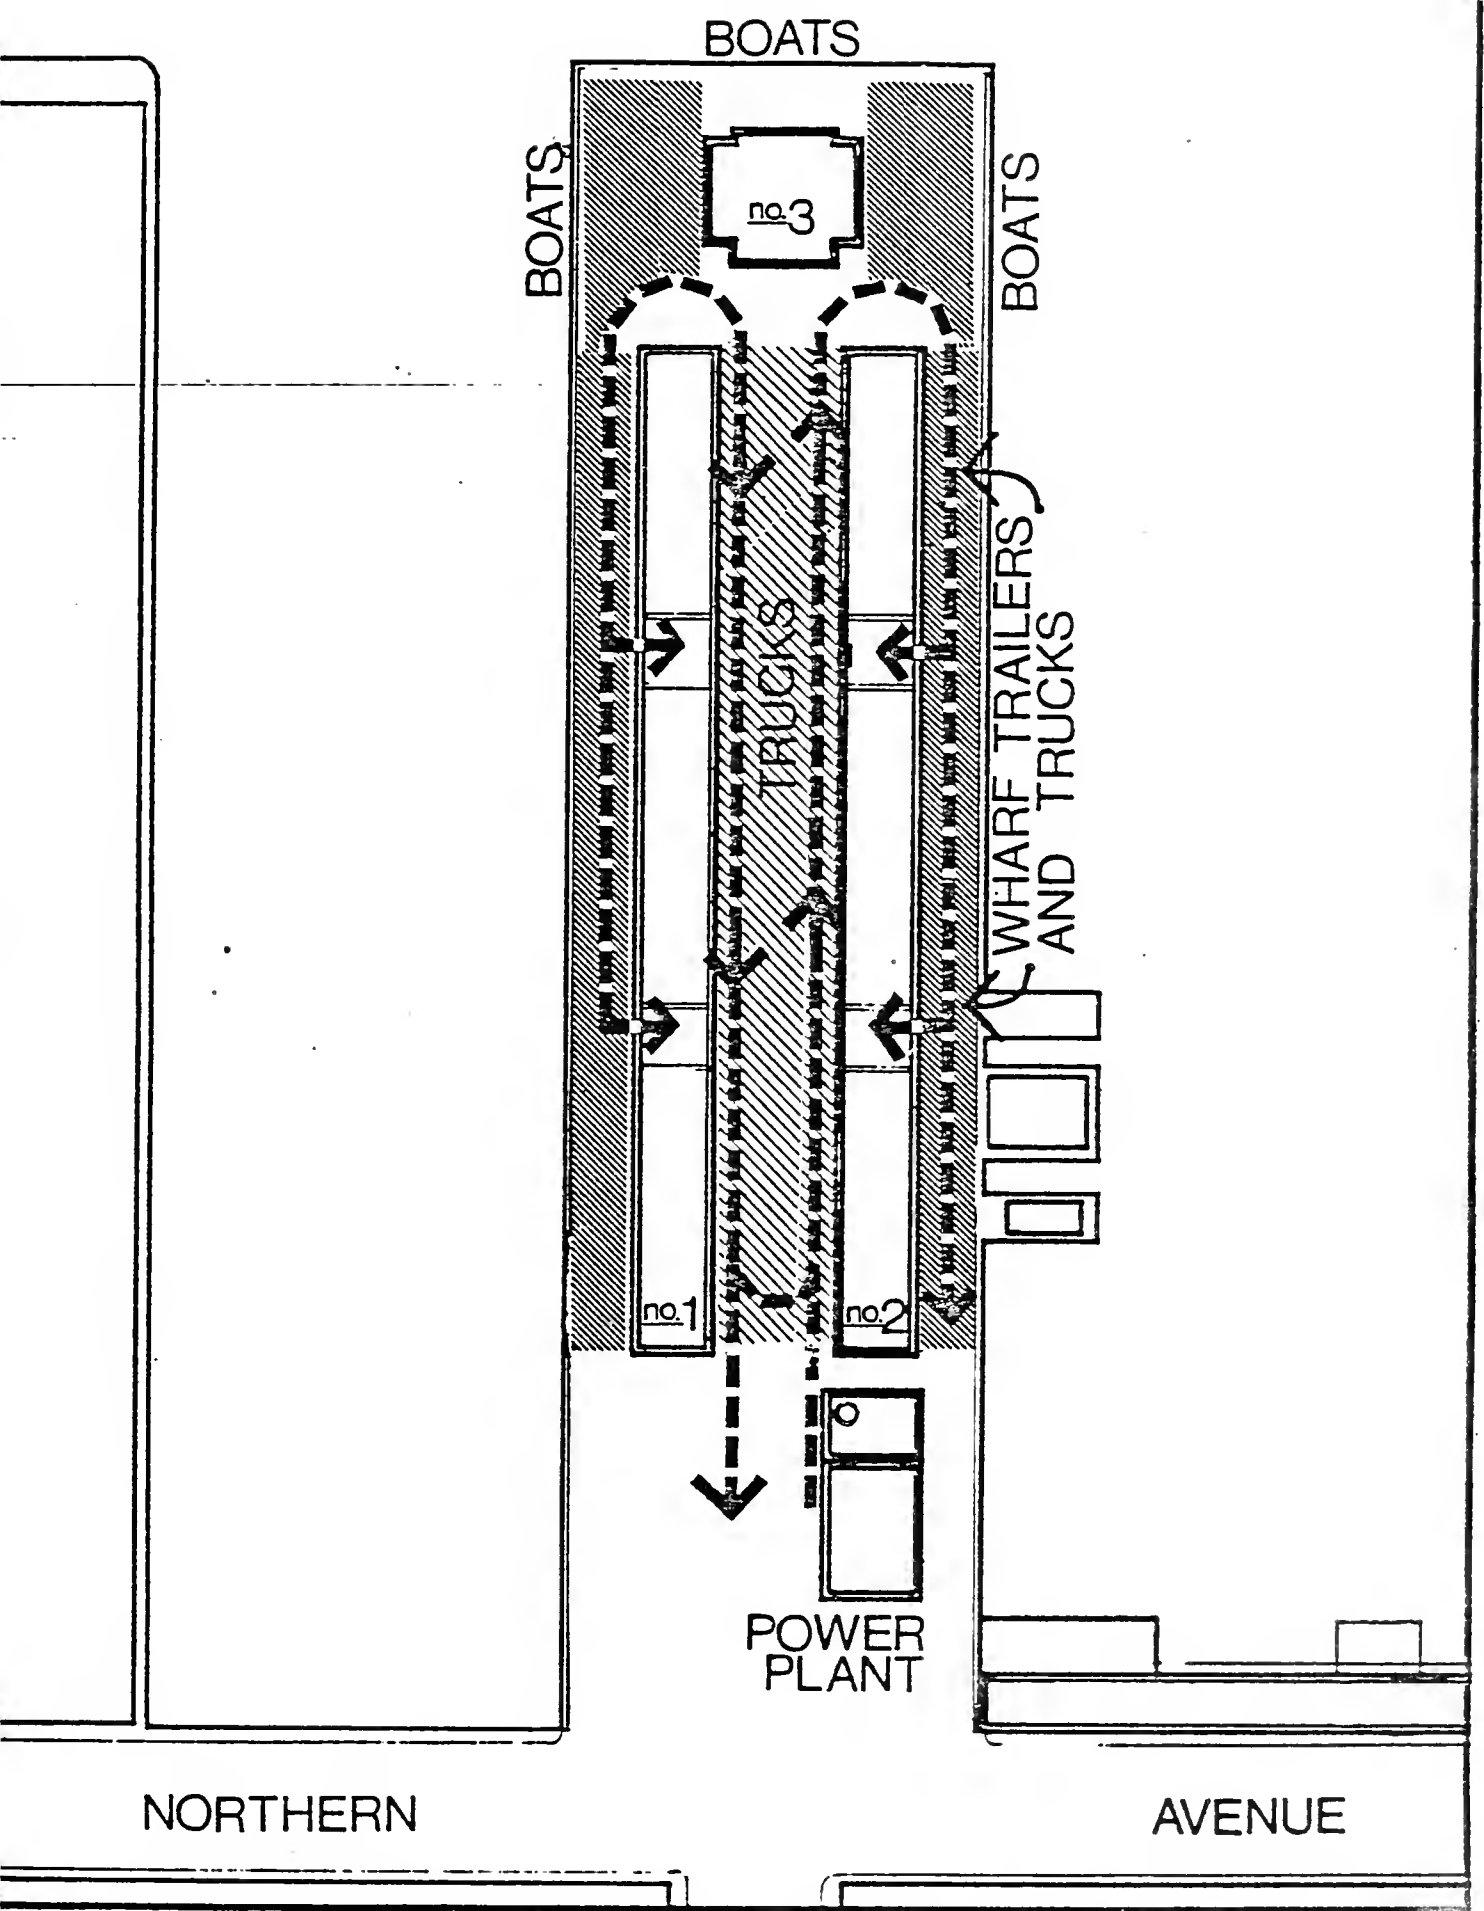 BOATS
BOATS
BOATS
no.3
TRUCKS
WHARF TRAILERS
AND TRUCKS
no.1
no.2
POWER
PLANT
NORTHERN
AVENUE